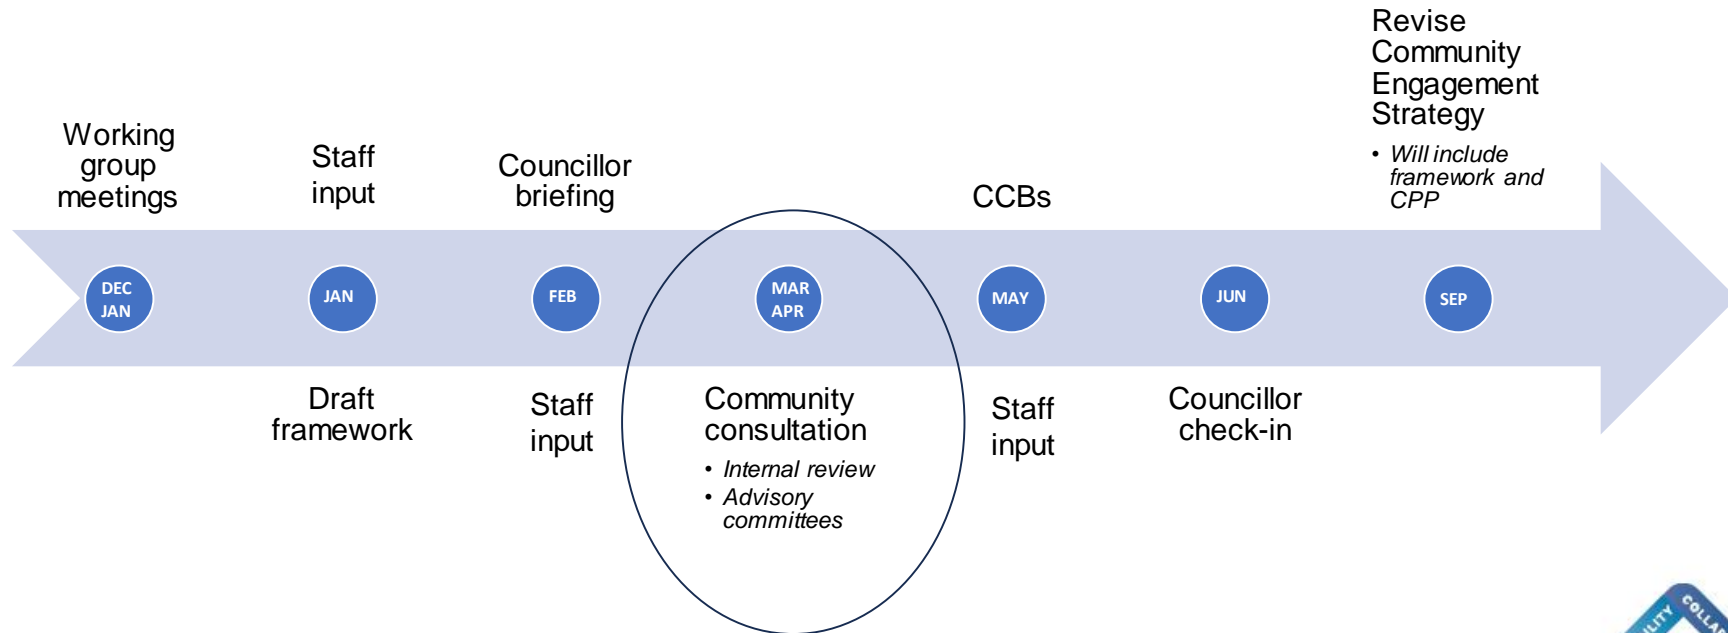 Working
group
meetings
Staff
input
Councillor
briefing
CCBs
Revise
Community
Engagement
Strategy
• Will include
framework and
CPP
DEC
JAN
JAN
FEB
MAR
APR
MAY
JUN
SEP
Draft
framework
Staff
input
Community
consultation
• Internal review
• Advisory
committees
Staff
input
Councillor
check-in